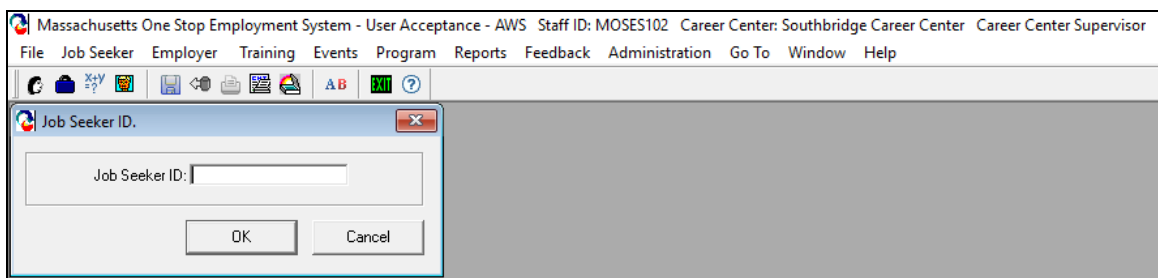 Massachusetts One Stop Employment System - User Acceptance - AWS Staff ID: MOSES102 Career Center: Southbridge Career Center Career Center Supervisor
File Job Seeker Employer Training Events Program Reports Feedback Administration Go To Window Help
X+Y =? A B EXIT ?
Job Seeker ID.
Job Seeker ID:
OK Cancel